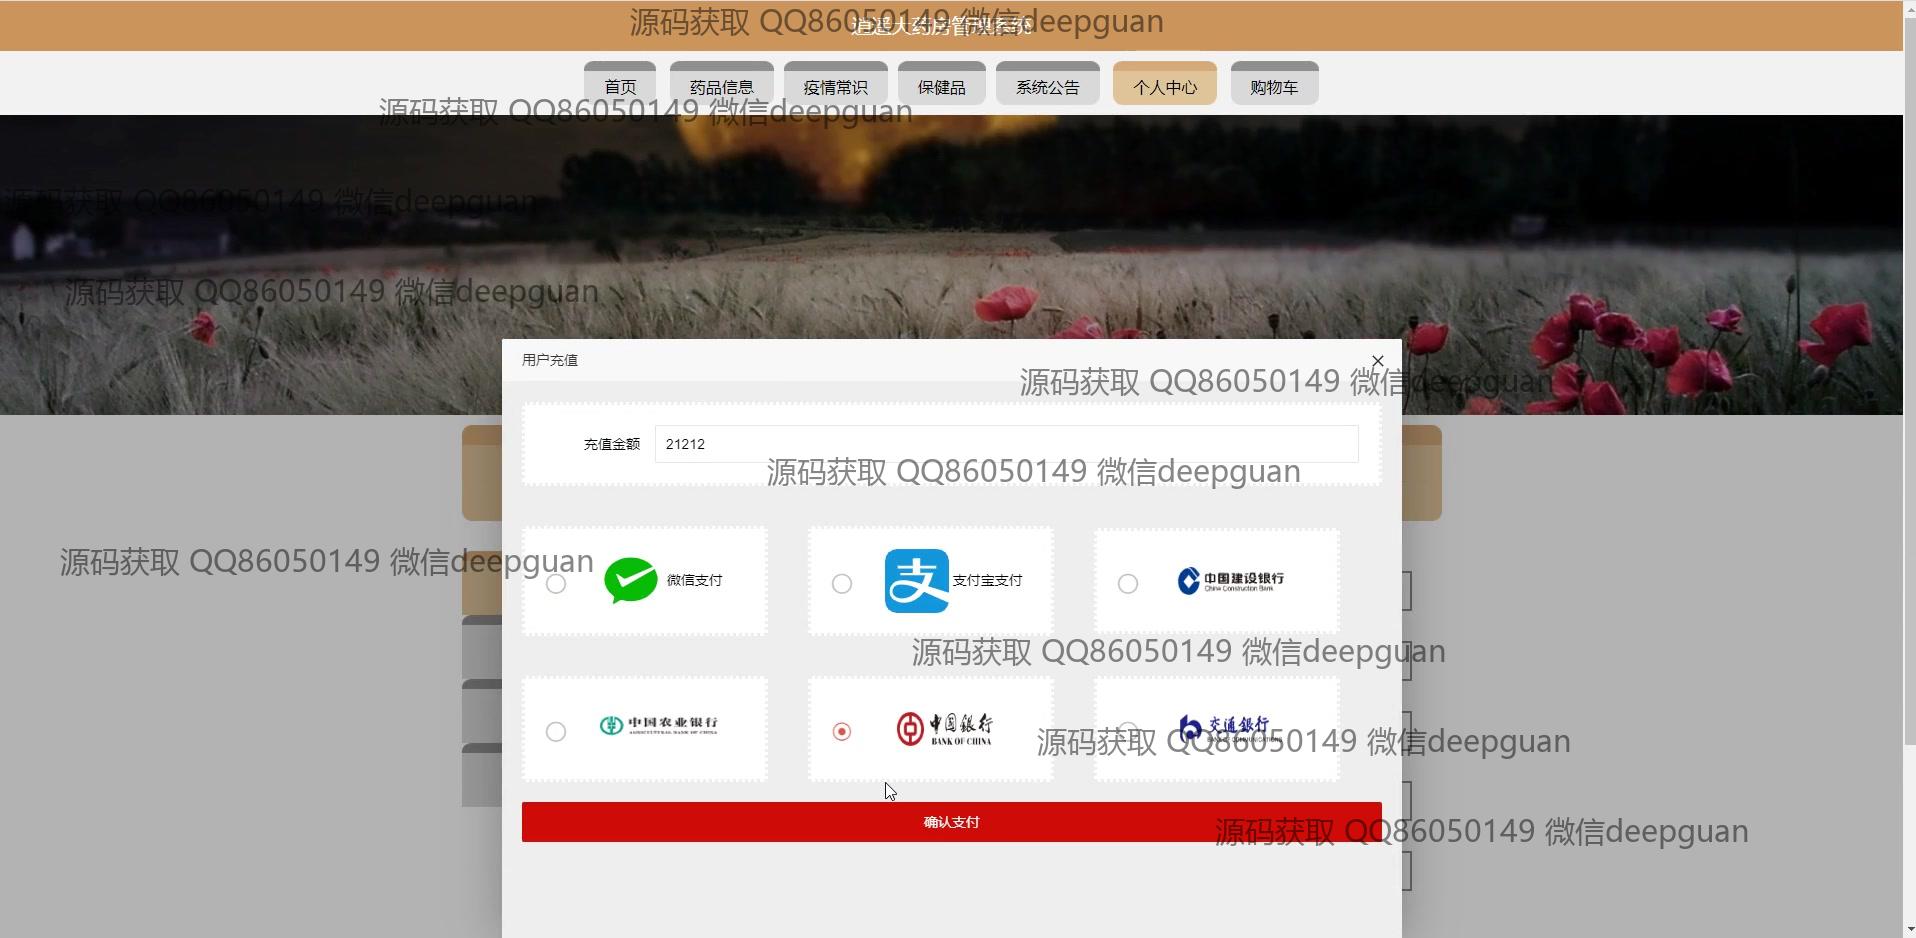 逍遥大药房管理系统
源码获取 QQ86050149 微信deepguan
首页 药品信息 疫情常识 保健品 系统公告 个人中心 购物车
源码获取 QQ86050149 微信deepguan
源码获取 QQ86050149 微信deepguan
源码获取 QQ86050149 微信deepguan
用户充值
源码获取 QQ86050149 微信deepguan
充值金额 21212
源码获取 QQ86050149 微信deepguan
源码获取 QQ86050149 微信deepguan
微信支付 支付宝支付 中国建设银行
China Construction Bank
源码获取 QQ86050149 微信deepguan
中国农业银行 中国银行 交通银行
AGRICULTURAL BANK OF CHINA BANK OF CHINA BANK OF COMMUNICATIONS
源码获取 QQ86050149 微信deepguan
确认支付
源码获取 QQ86050149 微信deepguan